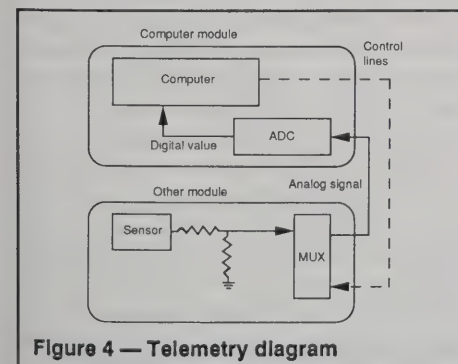 Computer module
Control
lines
Computer
ADC
Digital value
Analog signal
Other module
Sensor
MUX
Figure 4 — Telemetry diagram